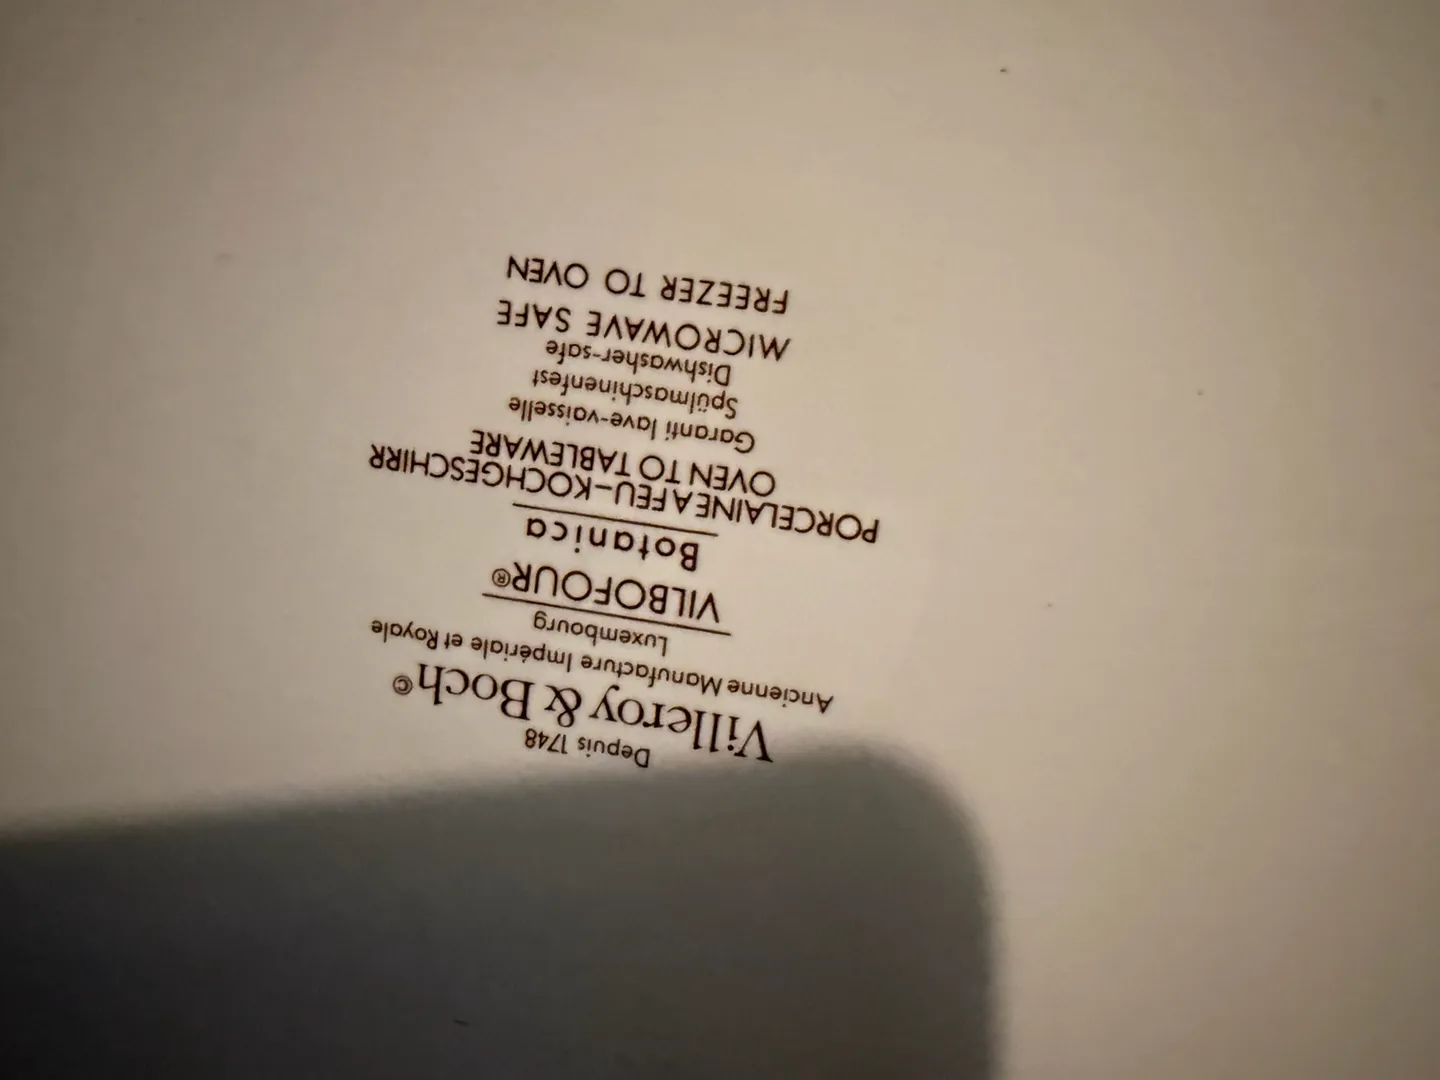 Depuis 1748
Villeroy & Boch©
Ancienne Manufacture Impériale et Royale
Luxembourg
VILBOFOUR®
Botanica
PORCELAINE A FEU–KOCHGESCHIRR
OVEN TO TABLEWARE
Garanti lave-vaisselle
Spülmaschinenfest
Dishwasher-safe
MICROWAVE SAFE
FREEZER TO OVEN